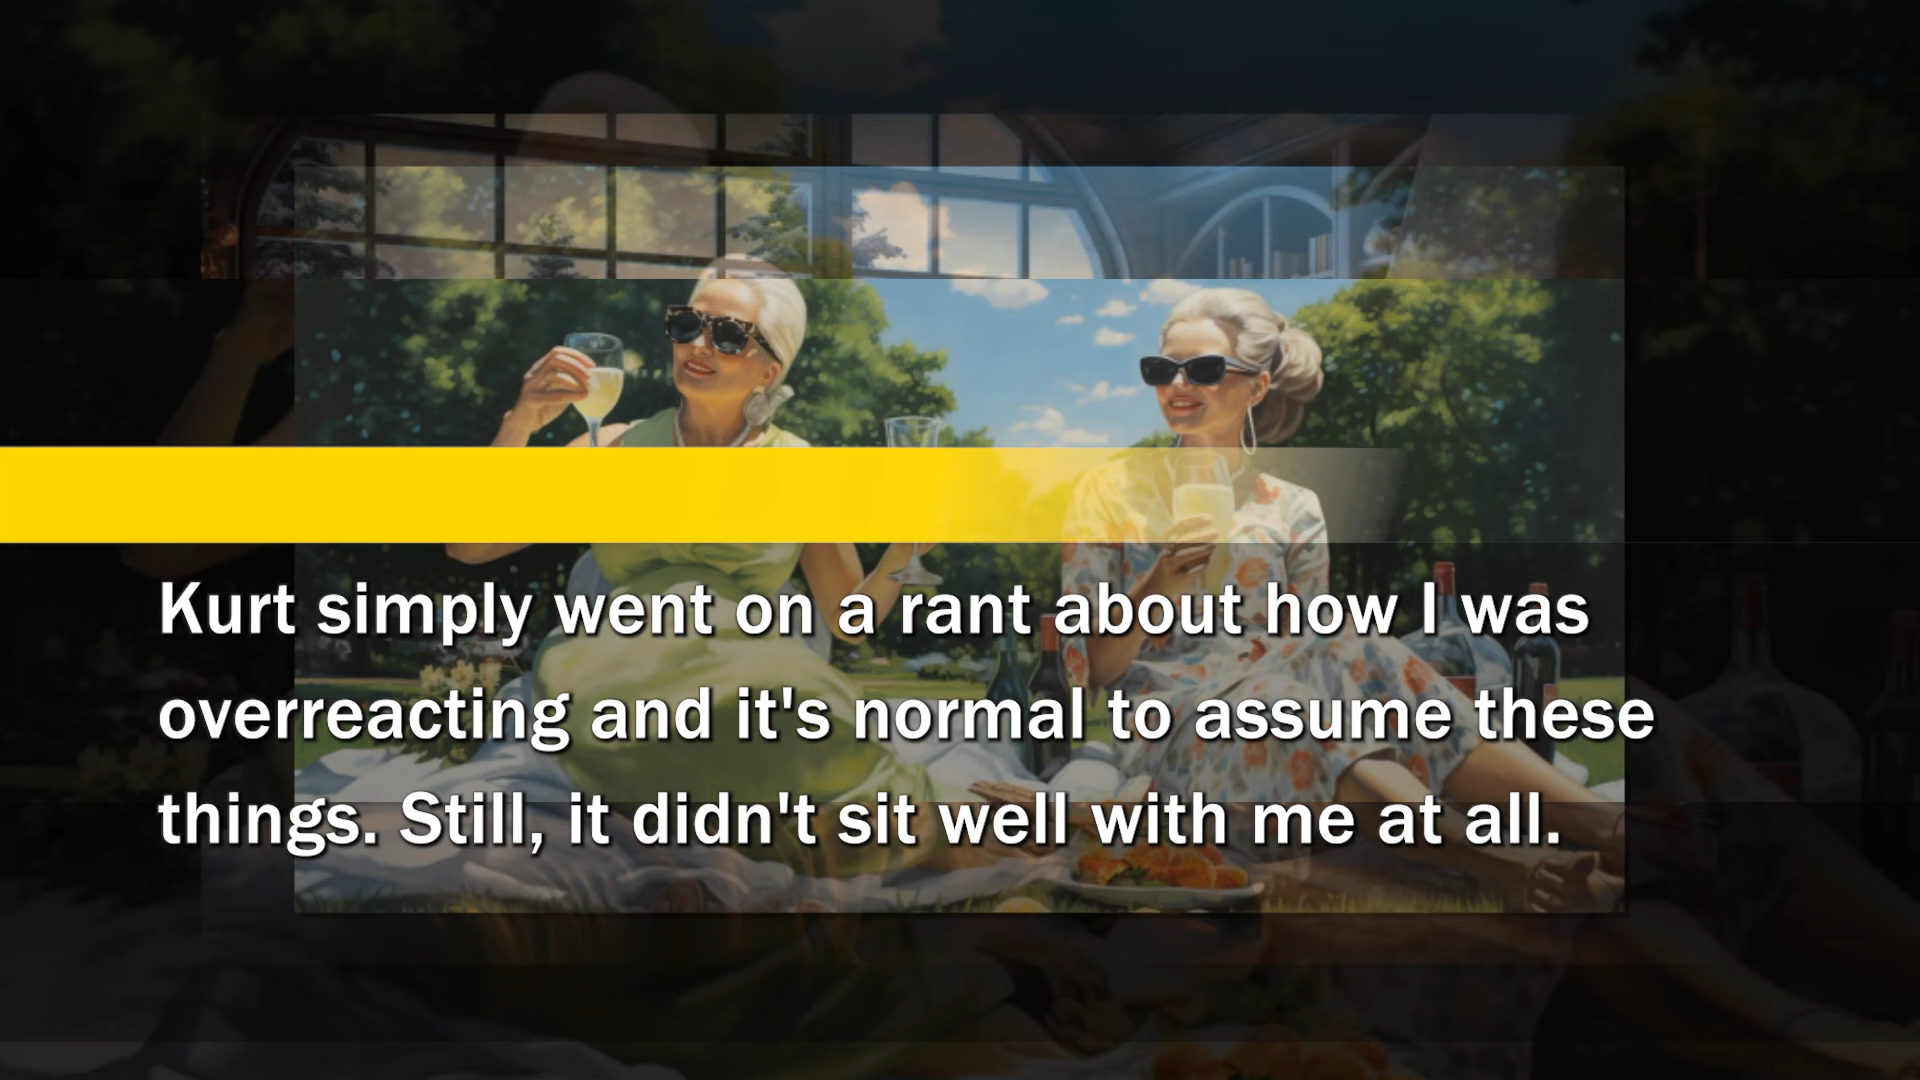 Kurt simply went on a rant about how I was
overreacting and it's normal to assume these
things. Still, it didn't sit well with me at all.